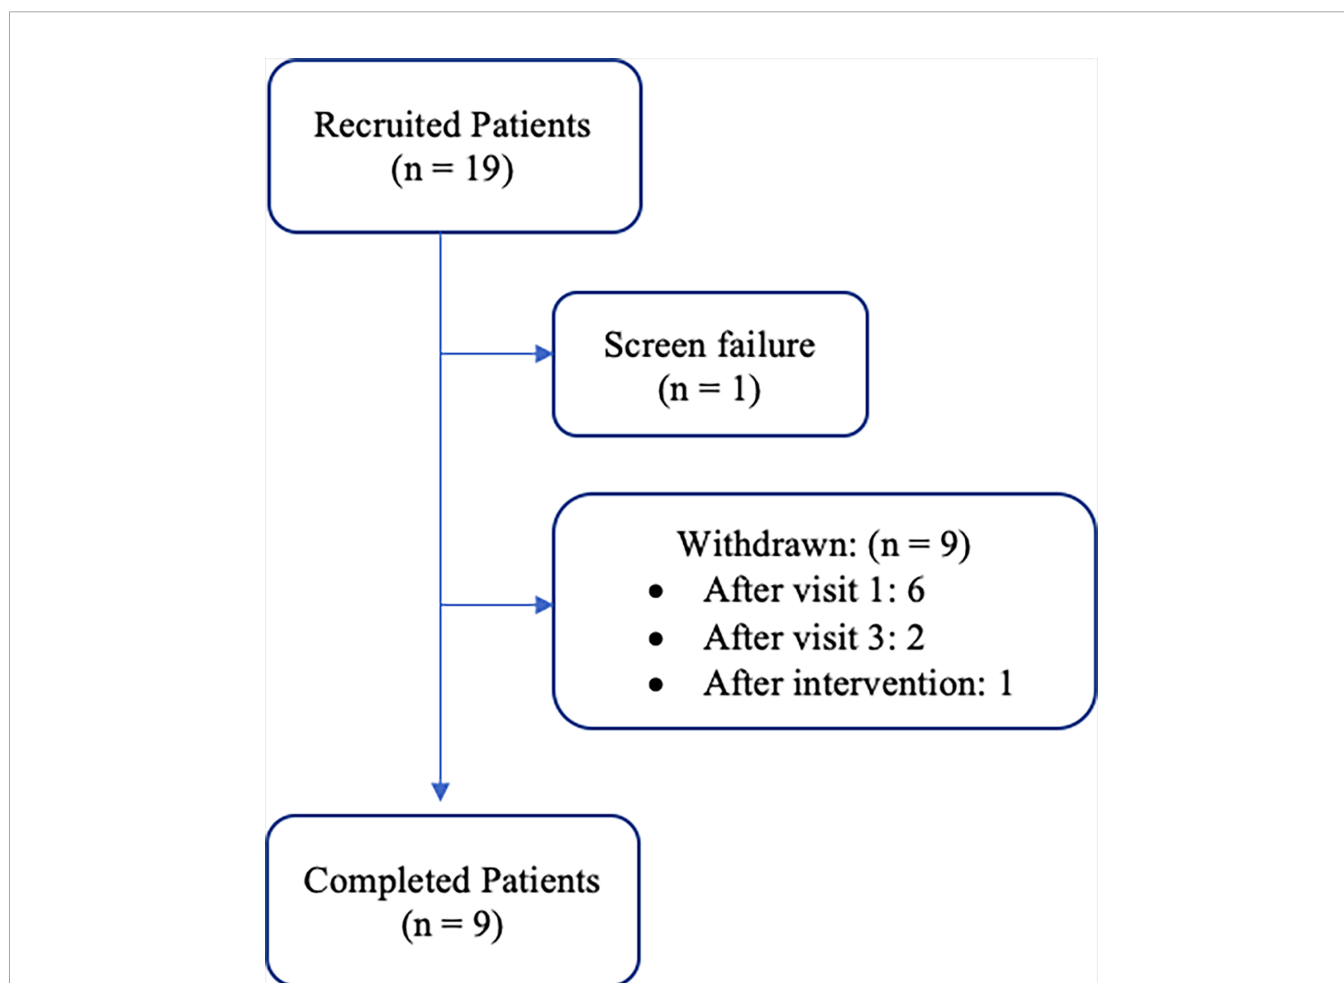 Recruited Patients
(n = 19)
Screen failure
(n = 1)
Withdrawn: (n = 9)
• After visit 1: 6
• After visit 3: 2
• After intervention: 1
Completed Patients
(n = 9)